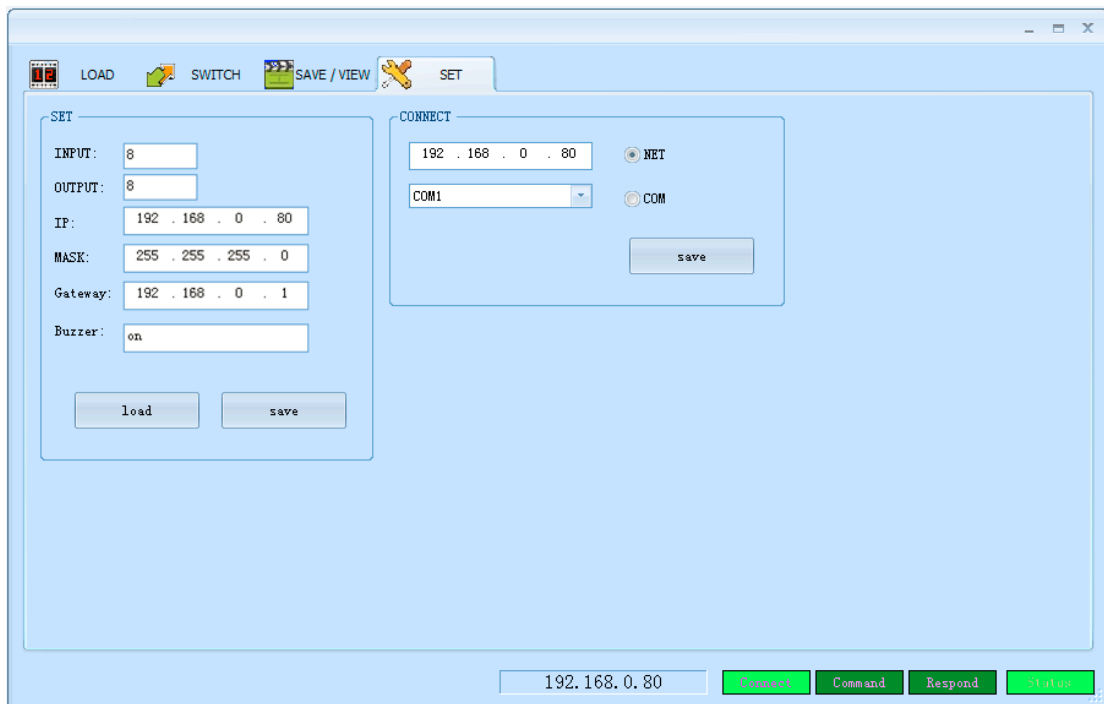 LOAD SWITCH SAVE / VIEW SET
SET
INPUT: 8
OUTPUT: 8
IP: 192 . 168 . 0 . 80
MASK: 255 . 255 . 255 . 0
Gateway: 192 . 168 . 0 . 1
Buzzer: on
load save
CONNECT
192 . 168 . 0 . 80 NET
COM1 COM
save
192.168.0.80 Connect Command Respond Status